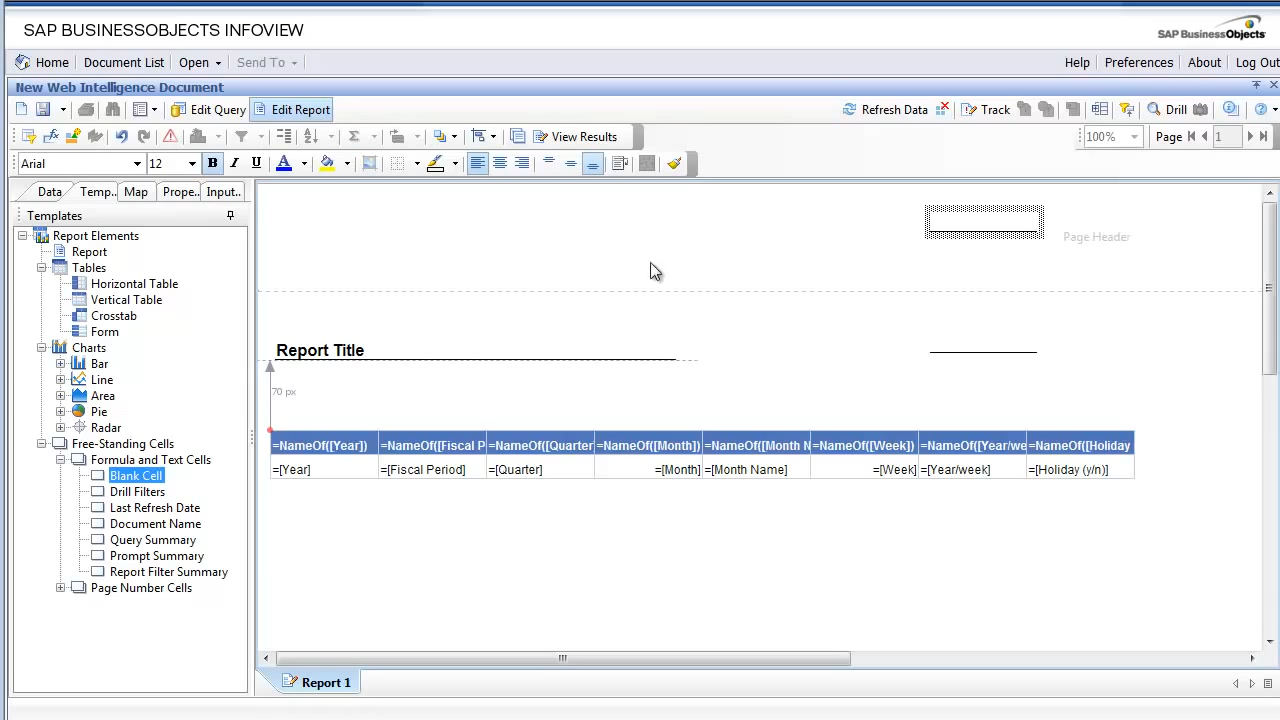 SAP BUSINESSOBJECTS INFOVIEW
SAP BusinessObjects
Home Document List Open Send To Help Preferences About Log Out
New Web Intelligence Document
Edit Query Edit Report Refresh Data Track Drill
View Results 100% Page 1
Arial 12 B I U A
Data Temp.. Map Prope.. Input..
Templates
Report Elements
Report
Tables
Horizontal Table
Vertical Table
Crosstab
Form
Charts
Bar
Line
Area
Pie
Radar
Free-Standing Cells
Formula and Text Cells
Blank Cell
Drill Filters
Last Refresh Date
Document Name
Query Summary
Prompt Summary
Report Filter Summary
Page Number Cells
Page Header
Report Title
70 px
=NameOf([Year]) =NameOf([Fiscal P =NameOf([Quarter =NameOf([Month]) =NameOf([Month N =NameOf([Week]) =NameOf([Year/we =NameOf([Holiday
=[Year] =[Fiscal Period] =[Quarter] =[Month] =[Month Name] =[Week] =[Year/week] =[Holiday (y/n)]
Report 1